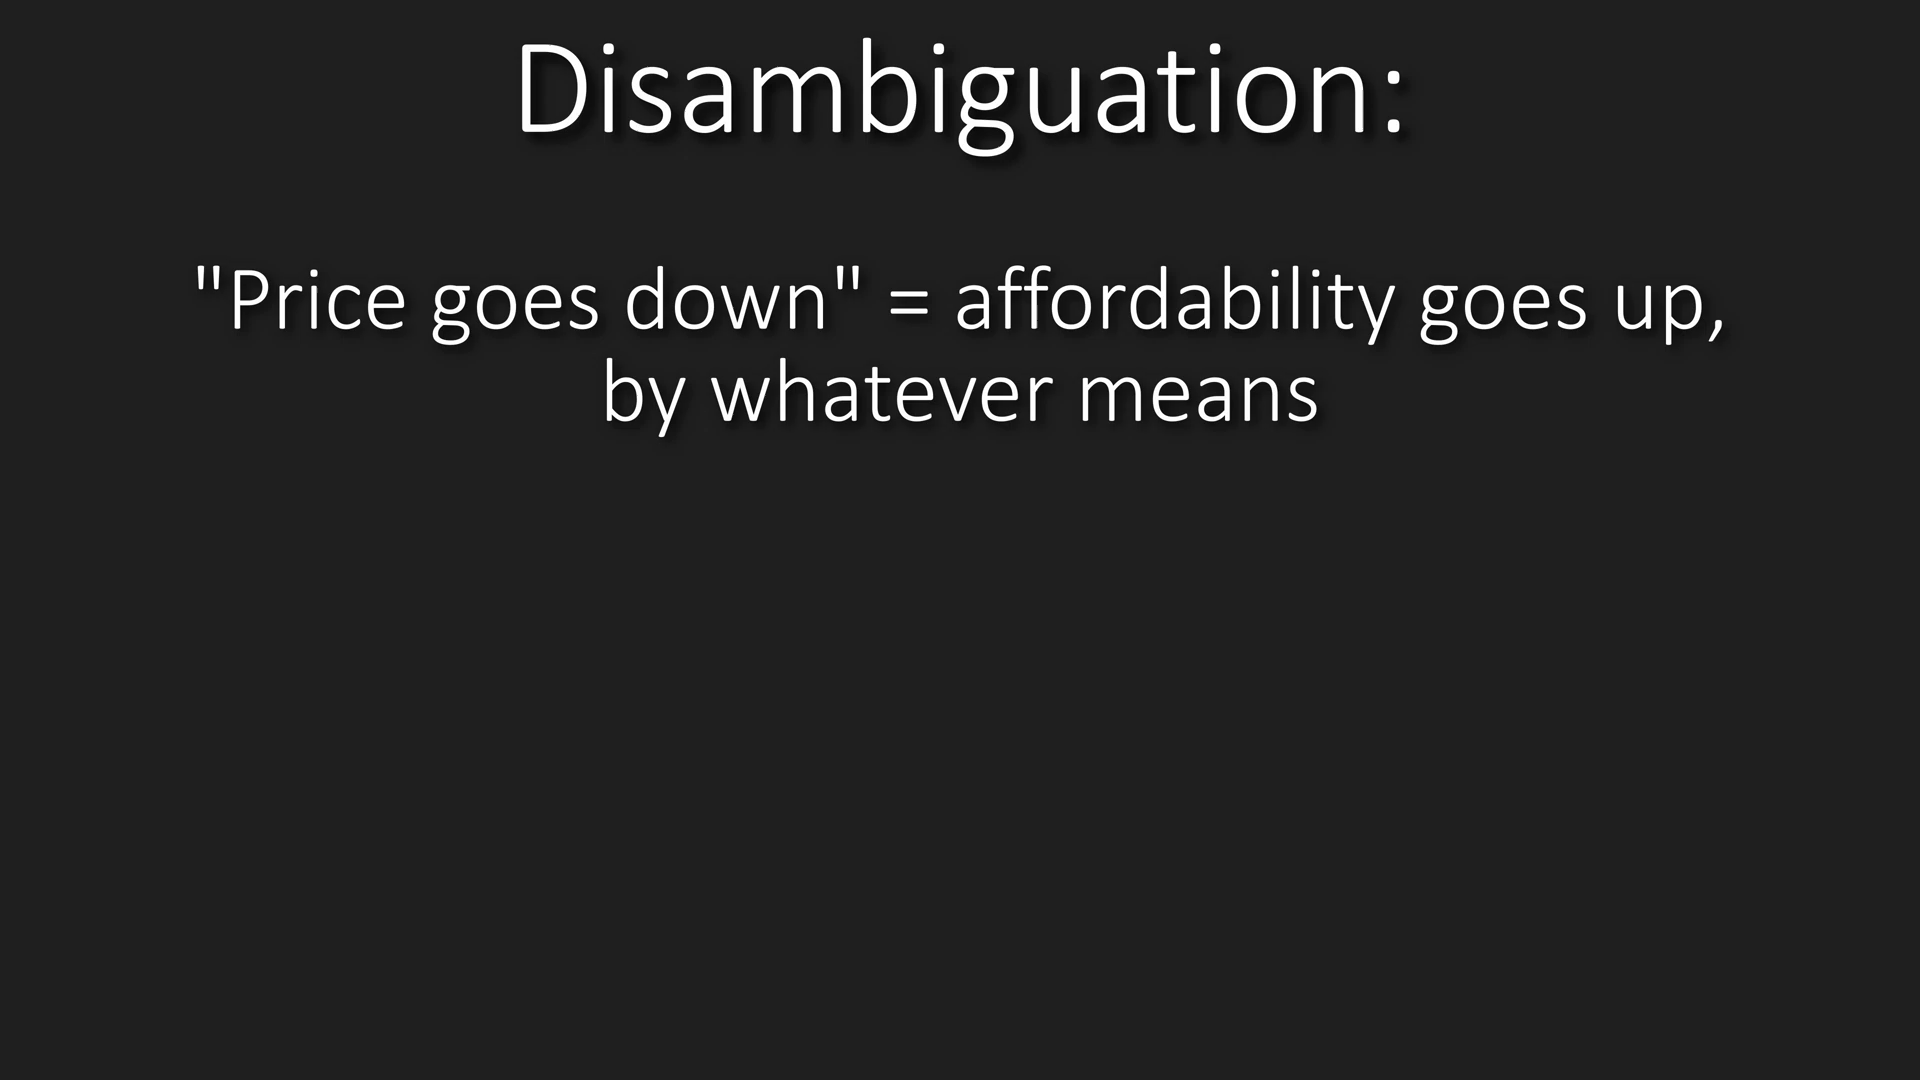 Disambiguation:
"Price goes down" = affordability goes up,
by whatever means